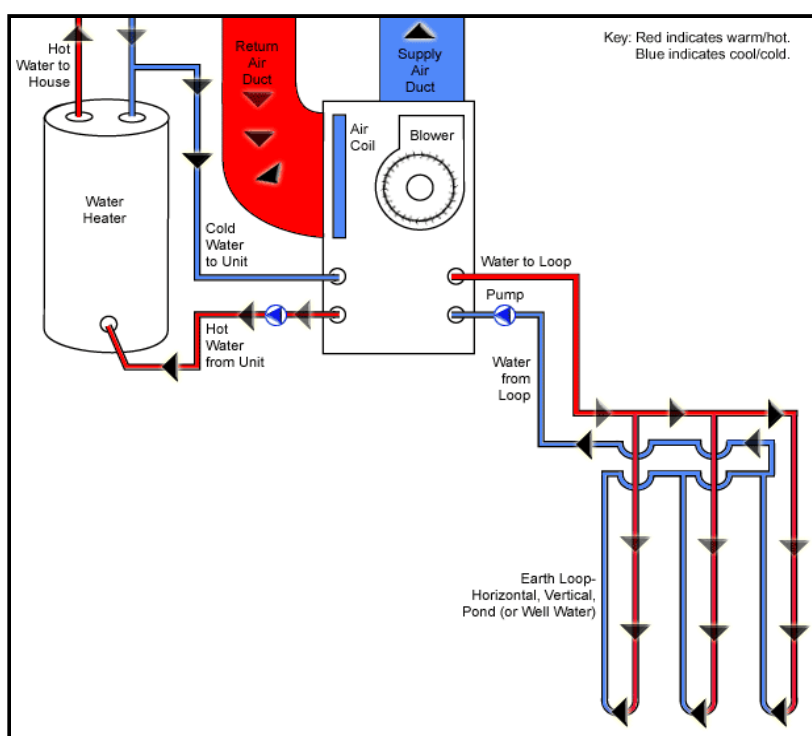 Key: Red indicates warm/hot.
Blue indicates cool/cold.
Hot
Water to
House
Return
Air
Duct
Supply
Air
Duct
Air
Coil
Blower
Water
Heater
Cold
Water
to Unit
Water to Loop
Pump
Hot
Water
from Unit
Water
from
Loop
Earth Loop-
Horizontal, Vertical,
Pond (or Well Water)